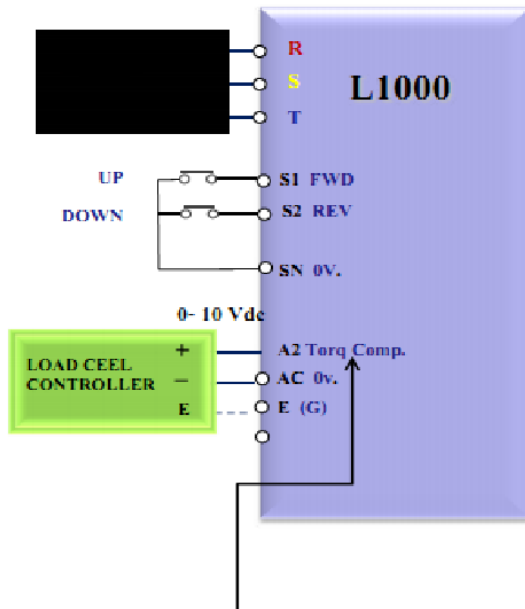 R
S
L1000
T
UP
S1 FWD
DOWN
S2 REV
SN 0V.
0- 10 Vdc
+
A2 Torq Comp.
LOAD CEEL
CONTROLLER
–
AC 0v.
E
E (G)